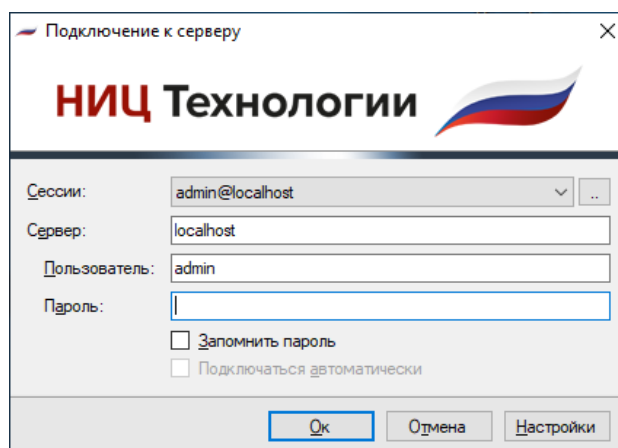 Подключение к серверу
НИЦ Технологии
Сессии: admin@localhost ..
Сервер: localhost
Пользователь: admin
Пароль:
Запомнить пароль
Подключаться автоматически
Ок Отмена Настройки